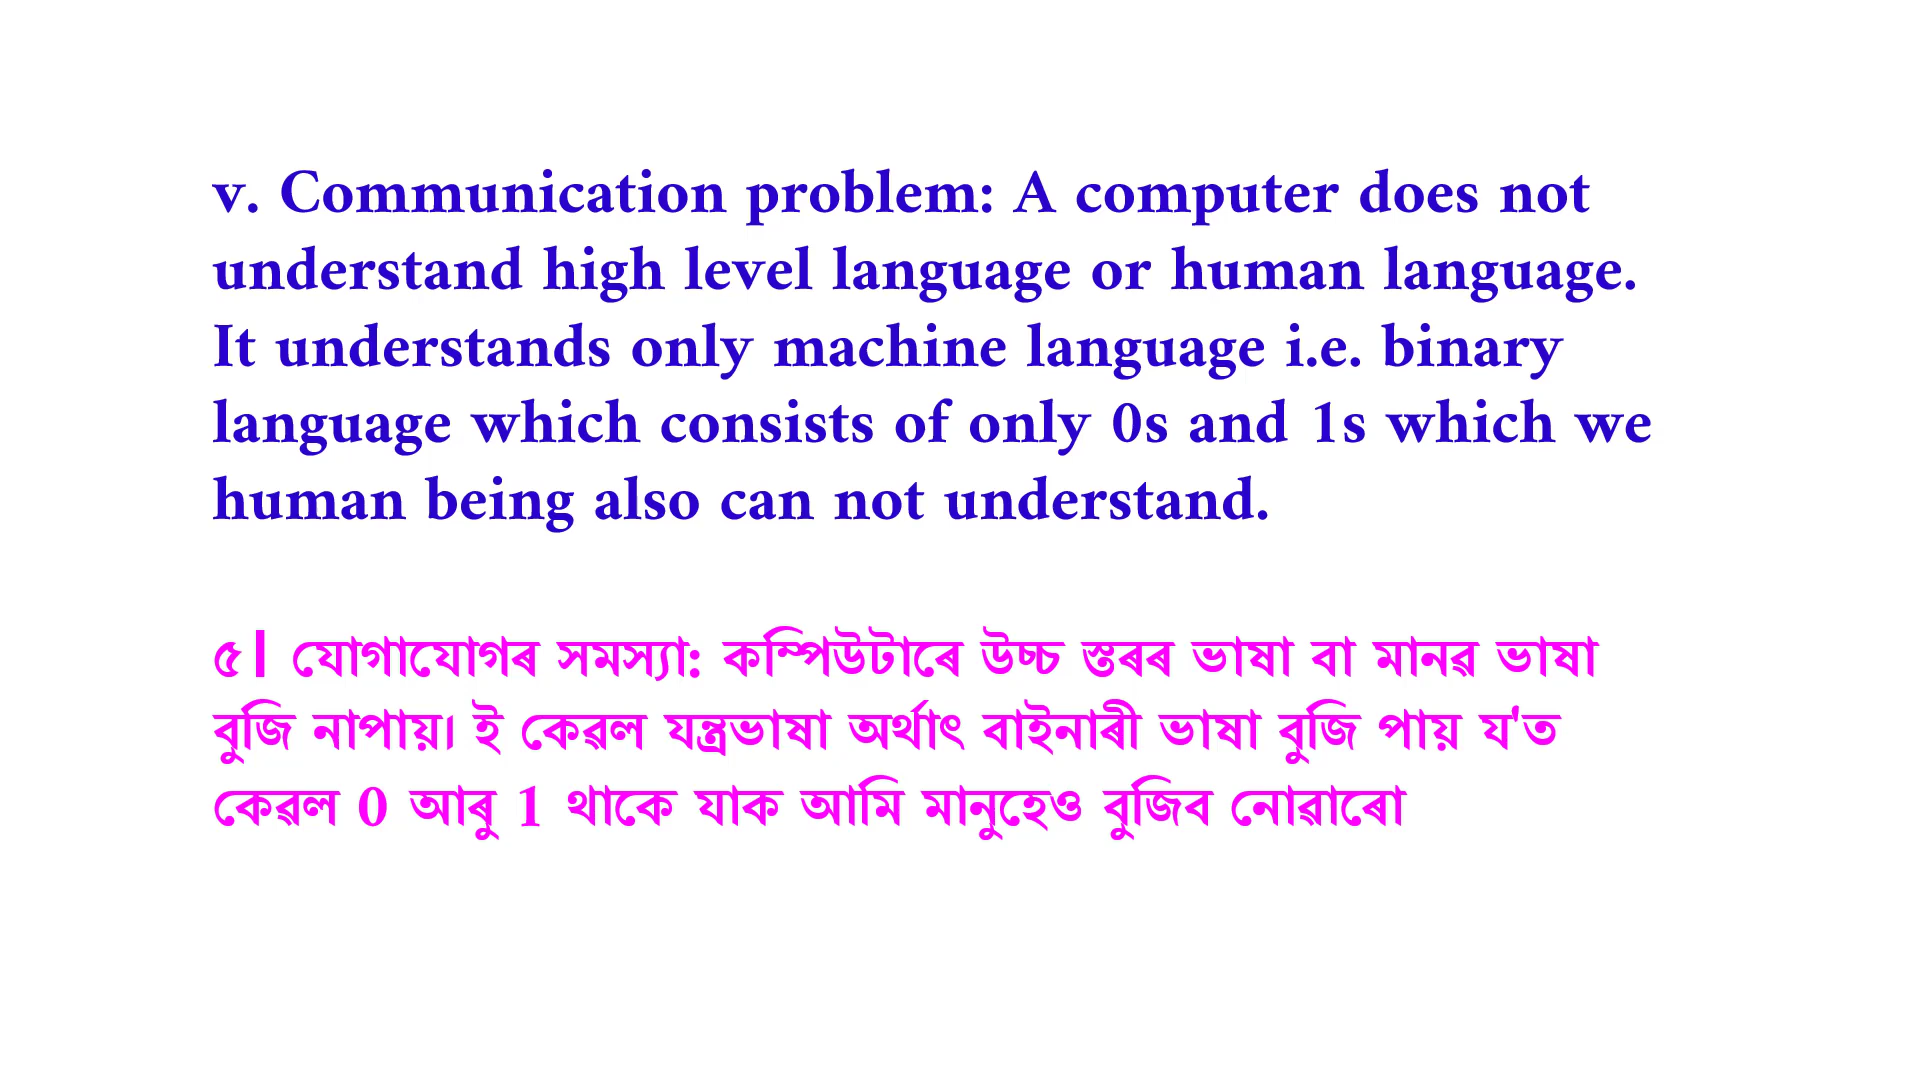 v. Communication problem: A computer does not
understand high level language or human language.
It understands only machine language i.e. binary
language which consists of only 0s and 1s which we
human being also can not understand.
৫। যোগাযোগৰ সমস্যা: কম্পিউটাৰে উচ্চ স্তৰৰ ভাষা বা মানৱ ভাষা
বুজি নাপায়। ই কেৱল যন্ত্ৰভাষা অৰ্থাৎ বাইনাৰী ভাষা বুজি পায় য'ত
কেৱল 0 আৰু 1 থাকে যাক আমি মানুহেও বুজিব নোৱাৰো